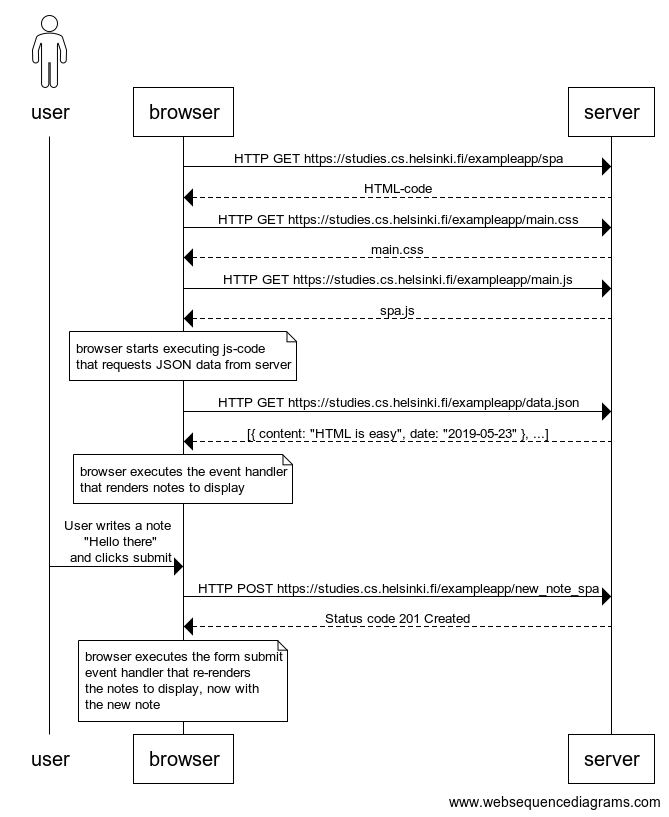 user
browser
server
HTTP GET https://studies.cs.helsinki.fi/exampleapp/spa
HTML-code
HTTP GET https://studies.cs.helsinki.fi/exampleapp/main.css
main.css
HTTP GET https://studies.cs.helsinki.fi/exampleapp/main.js
spa.js
browser starts executing js-code
that requests JSON data from server
HTTP GET https://studies.cs.helsinki.fi/exampleapp/data.json
[{ content: "HTML is easy", date: "2019-05-23" }, ...]
browser executes the event handler
that renders notes to display
User writes a note
"Hello there"
and clicks submit
HTTP POST https://studies.cs.helsinki.fi/exampleapp/new_note_spa
Status code 201 Created
browser executes the form submit
event handler that re-renders
the notes to display, now with
the new note
user
browser
server
www.websequencediagrams.com